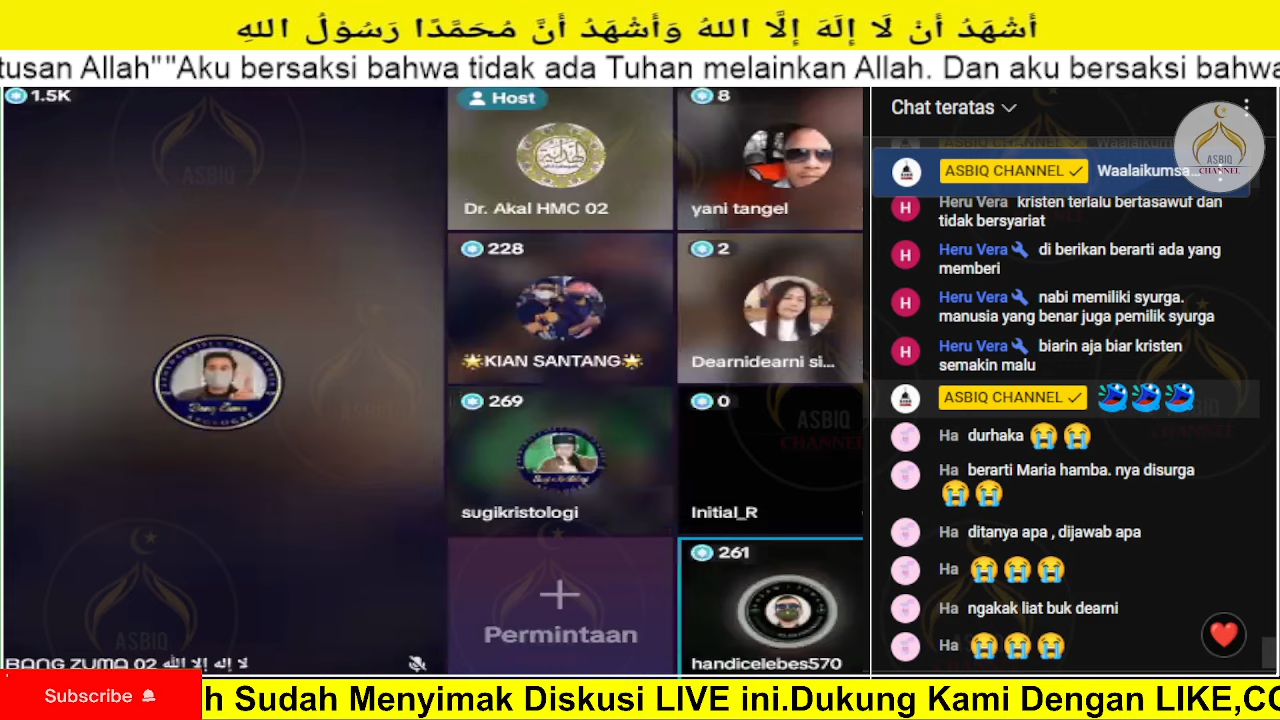 أَشْهَدُ أَنْ لَا إِلَهَ إِلَّا اللهُ وَأَشْهَدُ أَنَّ مُحَمَّدًا رَسُوْلُ اللهِ
tusan Allah""Aku bersaksi bahwa tidak ada Tuhan melainkan Allah. Dan aku bersaksi bahwa
1.5K
BANG ZUMA 02 لا إله إلا الله
Host
Dr. Akal HMC 02
8
yani tangel
228
🌟KIAN SANTANG🌟
2
Dearnidearni si...
269
sugikristologi
0
Initial_R
Permintaan
261
handicelebes570
Chat teratas
ASBIQ
CHANNEL
ASBIQ CHANNEL Waalaikumsa...
Heru Vera kristen terlalu bertasawuf dan
tidak bersyariat
Heru Vera di berikan berarti ada yang
memberi
Heru Vera nabi memiliki syurga.
manusia yang benar juga pemilik syurga
Heru Vera biarin aja biar kristen
semakin malu
ASBIQ CHANNEL
Ha durhaka 😭😭
Ha berarti Maria hamba. nya disurga
😭😭
Ha ditanya apa , dijawab apa
Ha 😭😭😭
Ha ngakak liat buk dearni
Ha 😭😭😭
Subscribe
h Sudah Menyimak Diskusi LIVE ini.Dukung Kami Dengan LIKE,CO